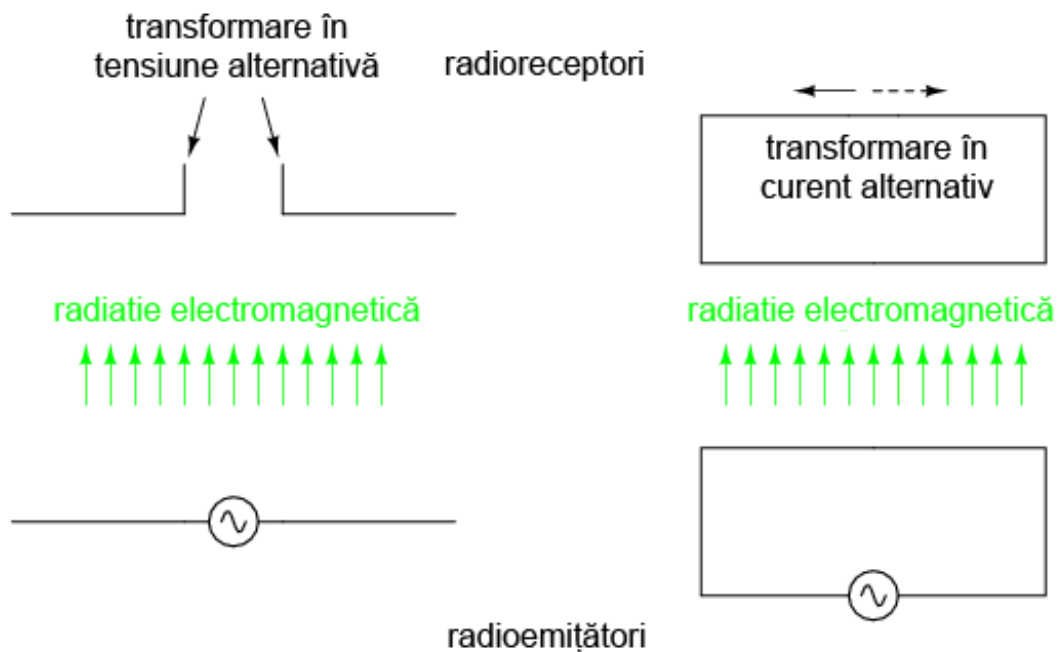 transformare în
tensiune alternativă
radioreceptori
transformare în
curent alternativ
radiatie electromagnetică
radiatie electromagnetică
radioemițători